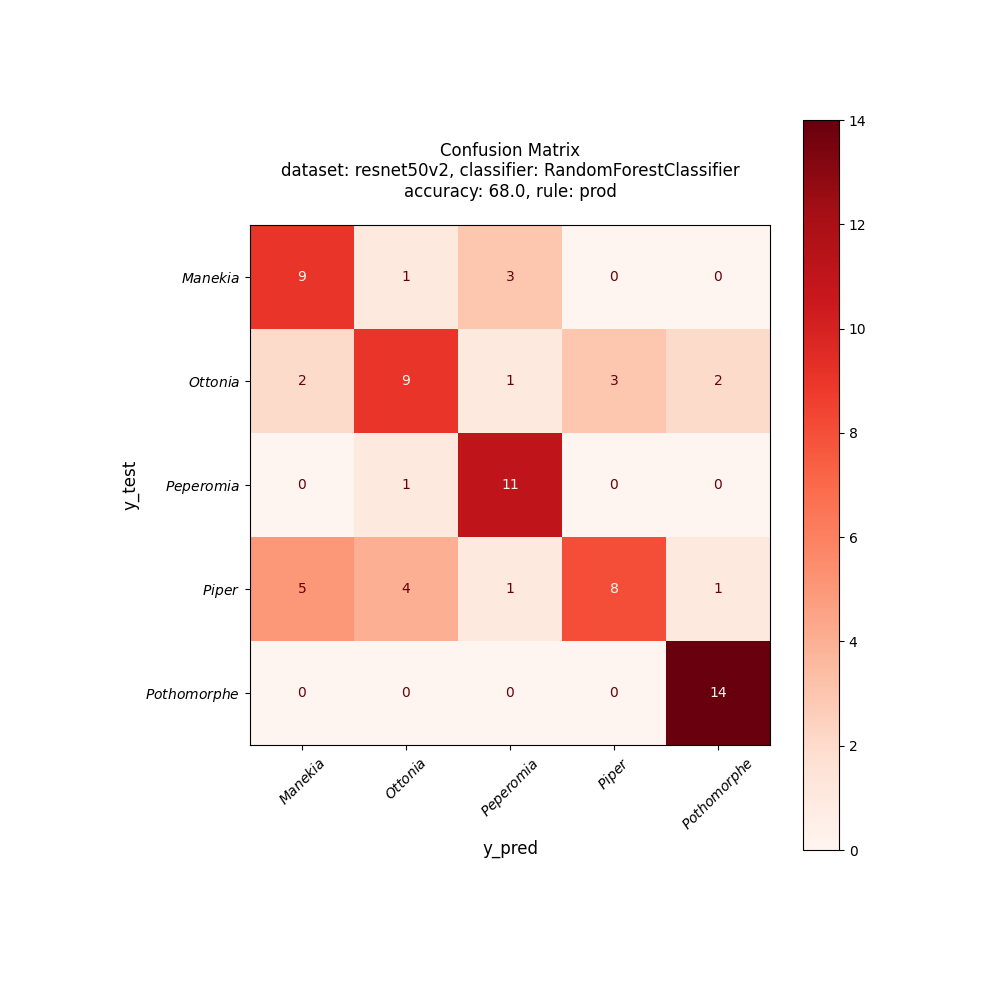 Confusion Matrix
dataset: resnet50v2, classifier: RandomForestClassifier
accuracy: 68.0, rule: prod
y_test
Manekia 9 1 3 0 0
Ottonia 2 9 1 3 2
Peperomia 0 1 11 0 0
Piper 5 4 1 8 1
Pothomorphe 0 0 0 0 14
Manekia Ottonia Peperomia Piper Pothomorphe
y_pred
14
12
10
8
6
4
2
0